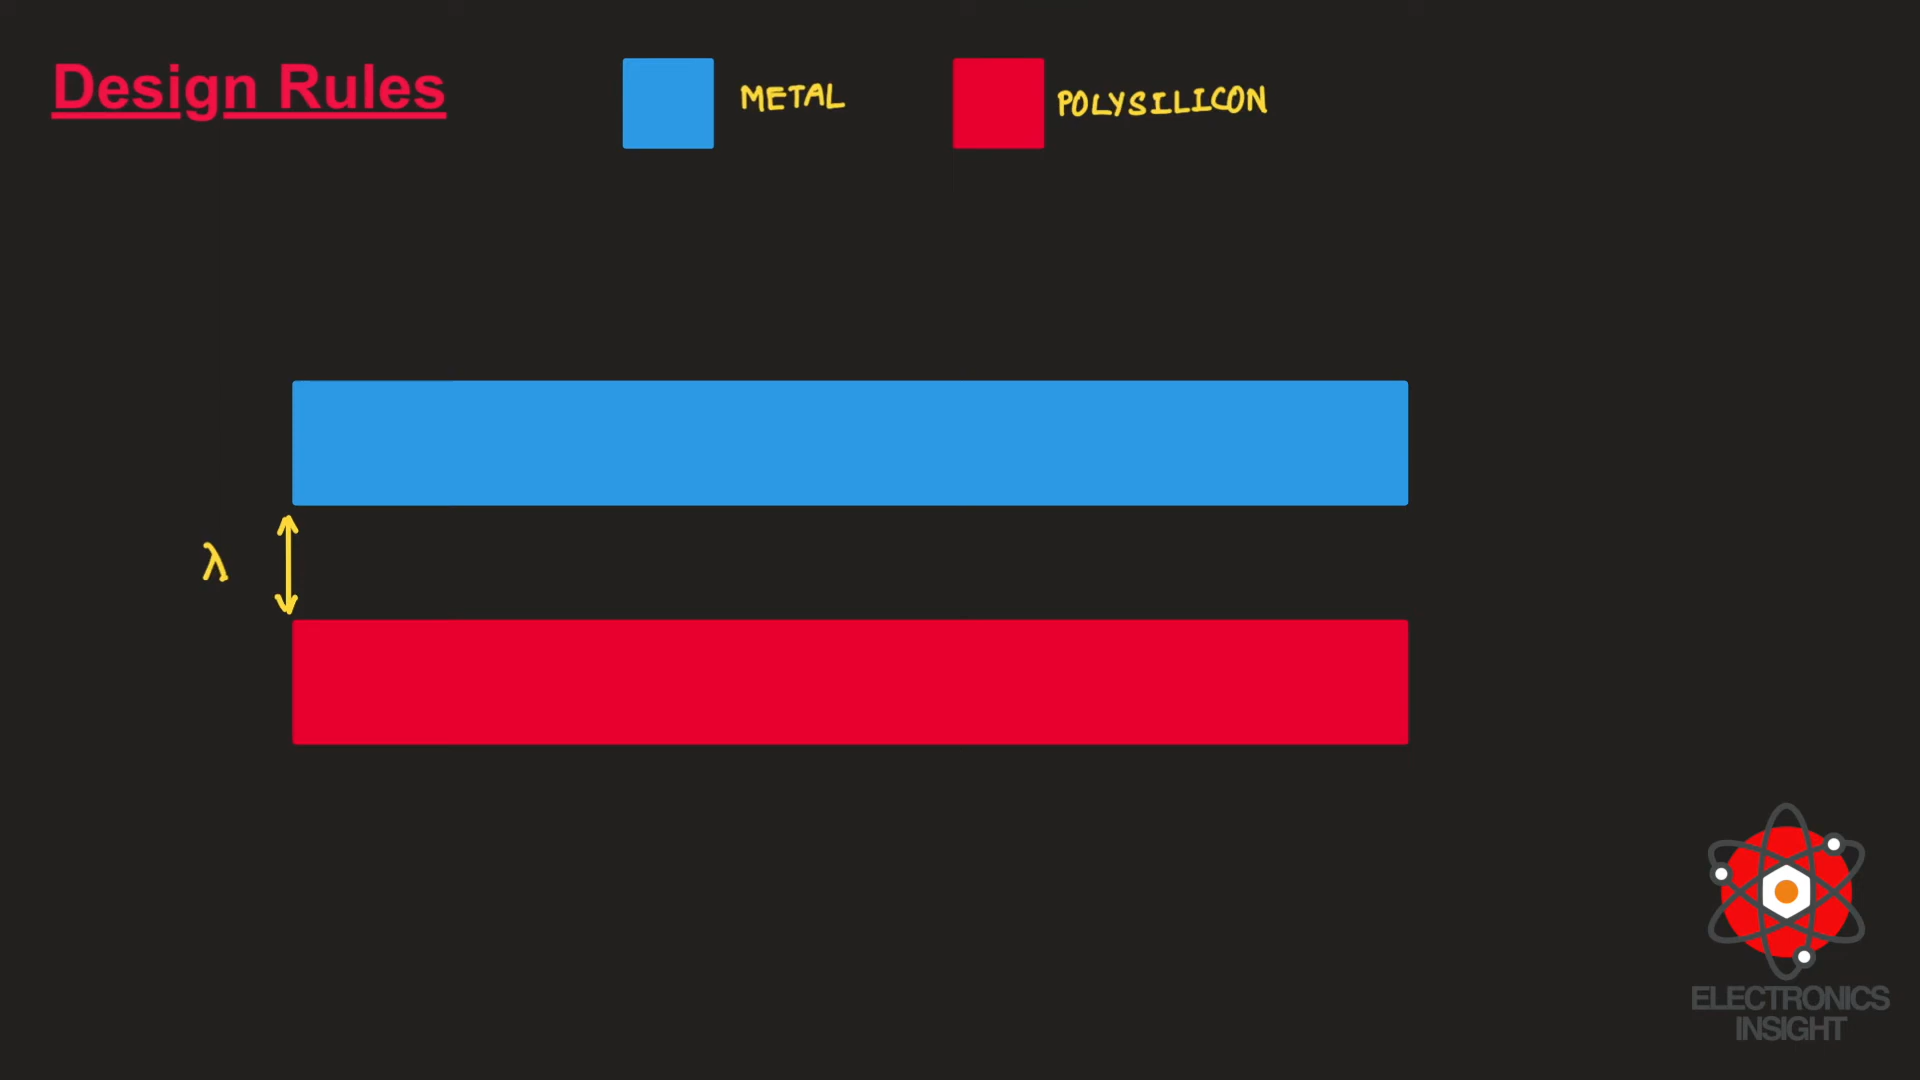 Design Rules
METAL
POLYSILICON
λ
ELECTRONICS
INSIGHT